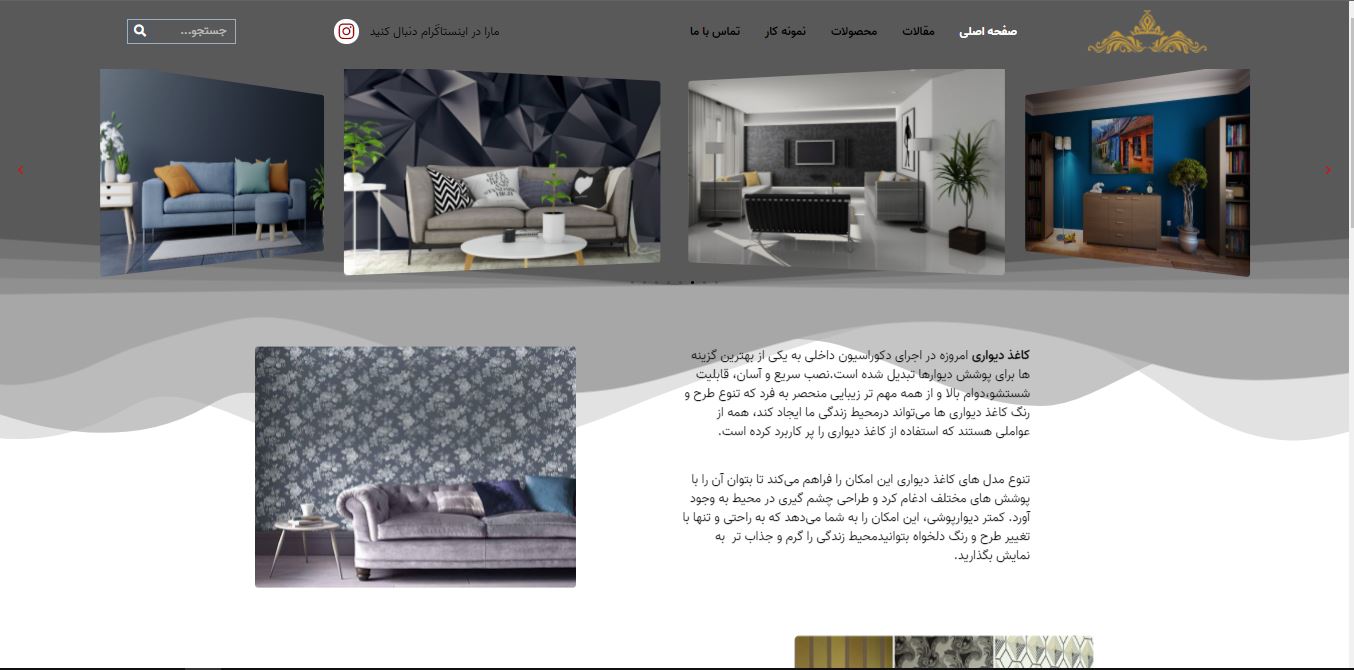 صفحه اصلی
مقالات
محصولات
نمونه کار
تماس با ما
مارا در اینستاگرام دنبال کنید
جستجو...
کاغذ دیواری امروزه در اجرای دکوراسیون داخلی به یکی از بهترین گزینه
ها برای پوشش دیوارها تبدیل شده است.نصب سریع و آسان، قابلیت
شستشو،دوام بالا و از همه مهم تر زیبایی منحصر به فرد که تنوع طرح و
رنگ کاغذ دیواری ها می‌تواند درمحیط زندگی ما ایجاد کند، همه از
عواملی هستند که استفاده از کاغذ دیواری را پر کاربرد کرده است.
تنوع مدل های کاغذ دیواری این امکان را فراهم می‌کند تا بتوان آن را با
پوشش های مختلف ادغام کرد و طراحی چشم گیری در محیط به وجود
آورد. کمتر دیوارپوشی، این امکان را به شما می‌دهد که به راحتی و تنها با
تغییر طرح و رنگ دلخواه بتوانیدمحیط زندگی را گرم و جذاب تر به
نمایش بگذارید.